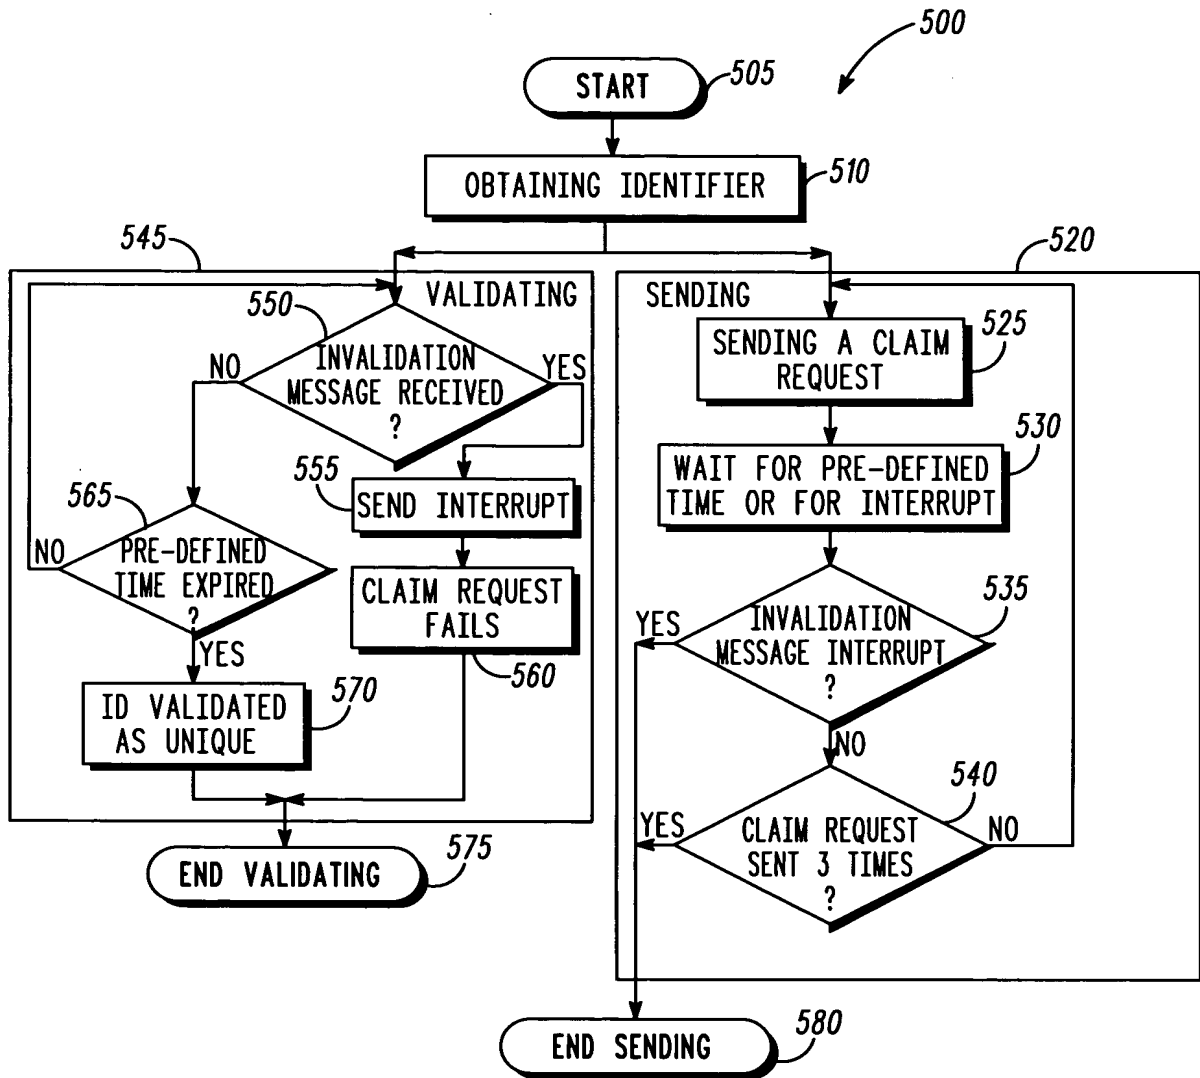 500
START
505
OBTAINING IDENTIFIER
510
545
520
VALIDATING
550
INVALIDATION
MESSAGE RECEIVED
?
NO
YES
555
SEND INTERRUPT
565
NO
PRE-DEFINED
TIME EXPIRED
?
YES
CLAIM REQUEST
FAILS
560
ID VALIDATED
AS UNIQUE
570
END VALIDATING
575
SENDING
SENDING A CLAIM
REQUEST
525
WAIT FOR PRE-DEFINED
TIME OR FOR INTERRUPT
530
INVALIDATION
MESSAGE INTERRUPT
?
535
YES
NO
540
CLAIM REQUEST
SENT 3 TIMES
?
YES
NO
END SENDING
580